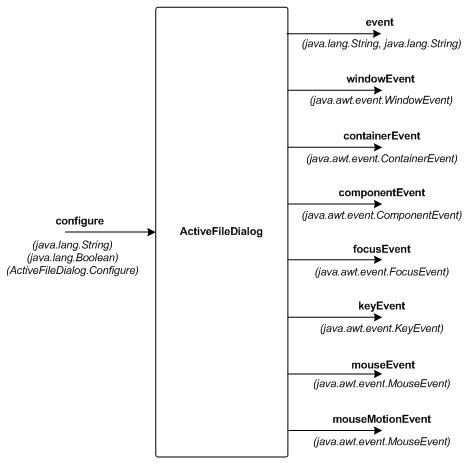 event
(java.lang.String, java.lang.String)
windowEvent
(java.awt.event.WindowEvent)
containerEvent
(java.awt.event.ContainerEvent)
componentEvent
(java.awt.event.ComponentEvent)
configure
(java.lang.String)
(java.lang.Boolean)
(ActiveFileDialog.Configure)
ActiveFileDialog
focusEvent
(java.awt.event.FocusEvent)
keyEvent
(java.awt.event.KeyEvent)
mouseEvent
(java.awt.event.MouseEvent)
mouseMotionEvent
(java.awt.event.MouseEvent)